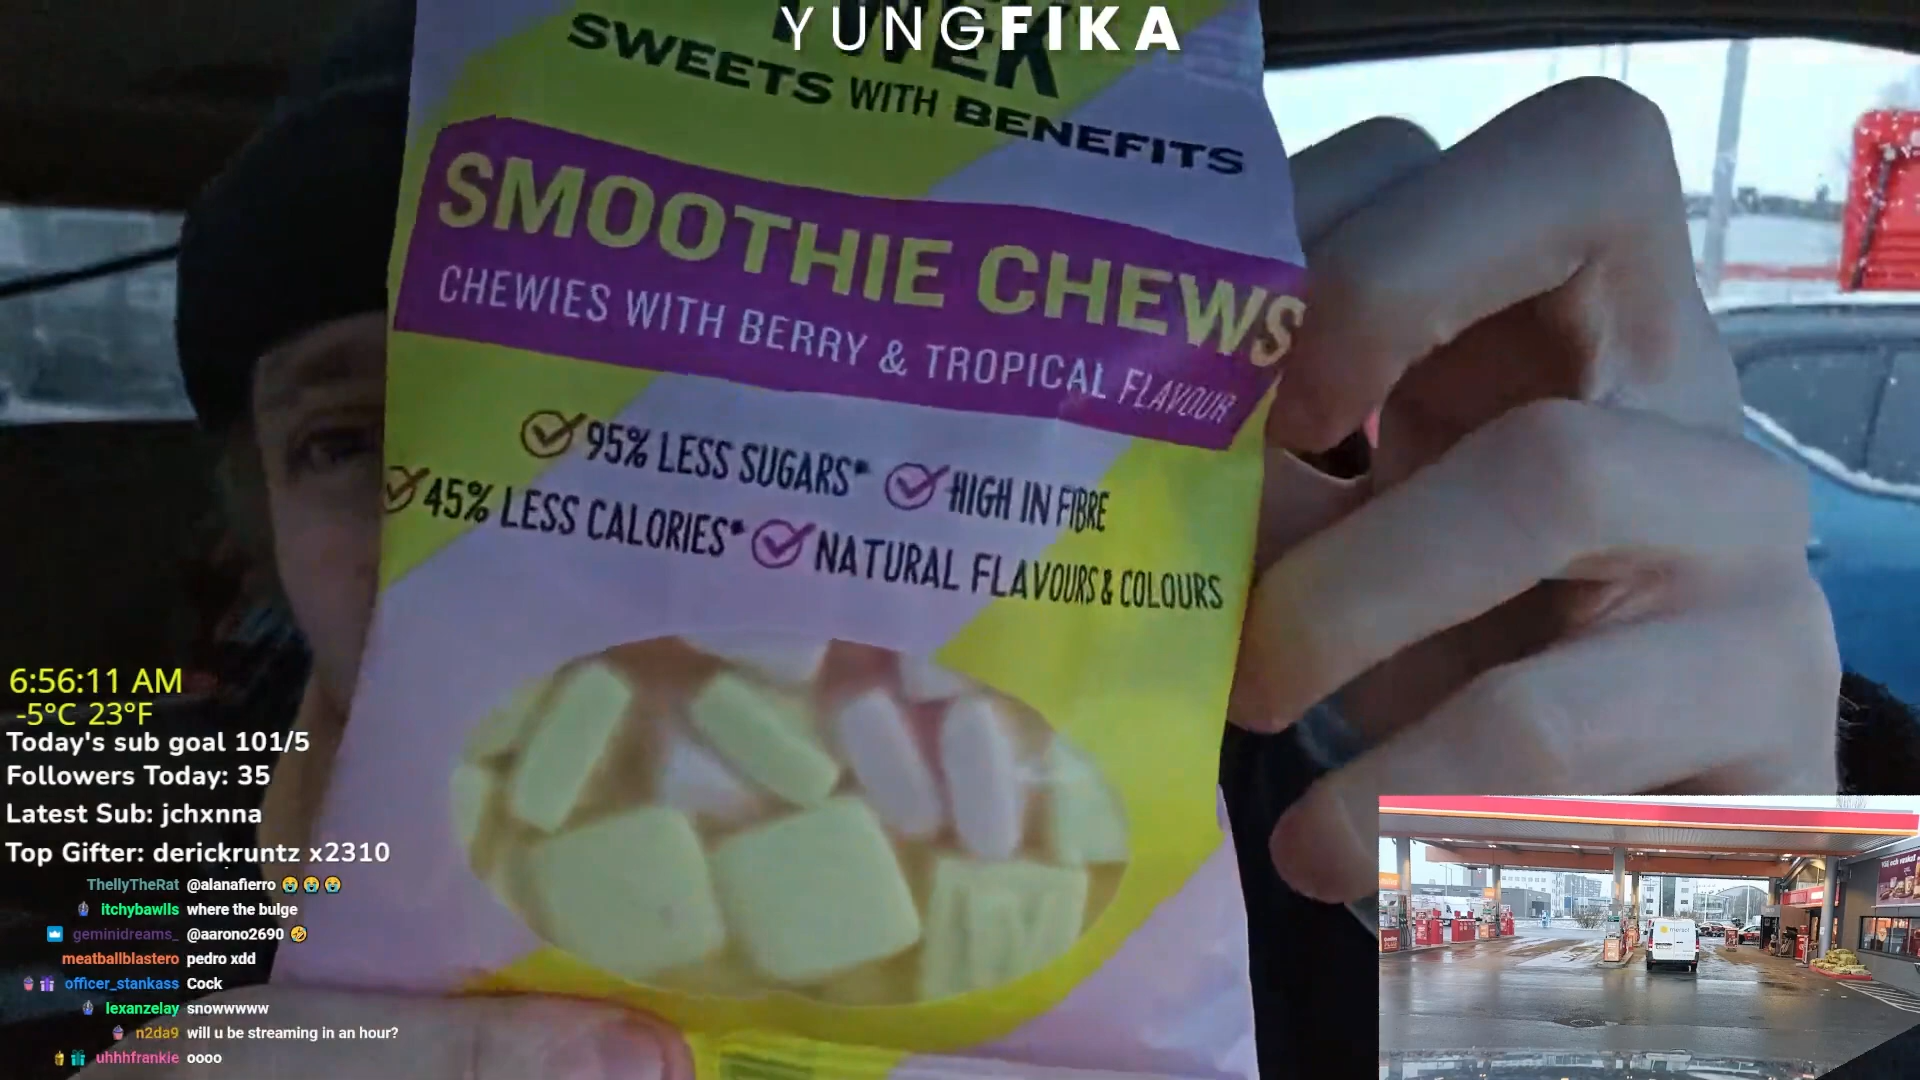 YUNGFIKA
SWEETS WITH BENEFITS
SMOOTHIE CHEWS
CHEWIES WITH BERRY & TROPICAL FLAVOUR
95% LESS SUGARS* HIGH IN FIBRE
45% LESS CALORIES* NATURAL FLAVOURS & COLOURS
6:56:11 AM
-5°C 23°F
Today's sub goal 101/5
Followers Today: 35
Latest Sub: jchxnna
Top Gifter: derickruntz x2310
ThellyTheRat @alanafierro 😭😭😭
itchybawlls where the bulge
geminidreams_ @aarono2690 🤣
meatballblastero pedro xdd
officer_stankass Cock
lexanzelay snowwwww
n2da9 will u be streaming in an hour?
uhhhfrankie oooo